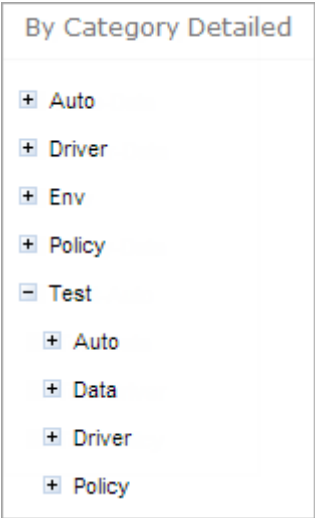 By Category Detailed
Auto
Driver
Env
Policy
Test
Auto
Data
Driver
Policy